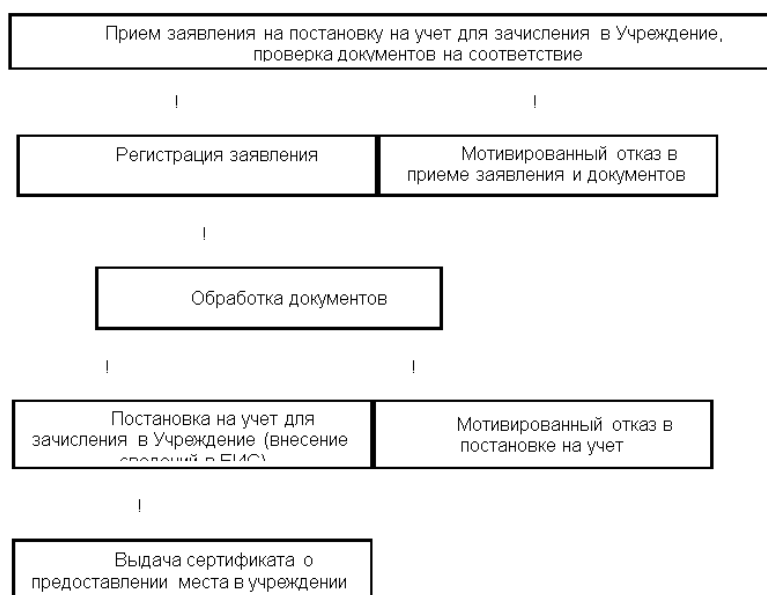 Прием заявления на постановку на учет для зачисления в Учреждение,
проверка документов на соответствие
! !
Регистрация заявления
Мотивированный отказ в
приеме заявления и документов
!
Обработка документов
! !
Постановка на учет для
зачисления в Учреждение (внесение
сведений в ЕИС)
Мотивированный отказ в
постановке на учет
!
Выдача сертификата о
предоставлении места в учреждении